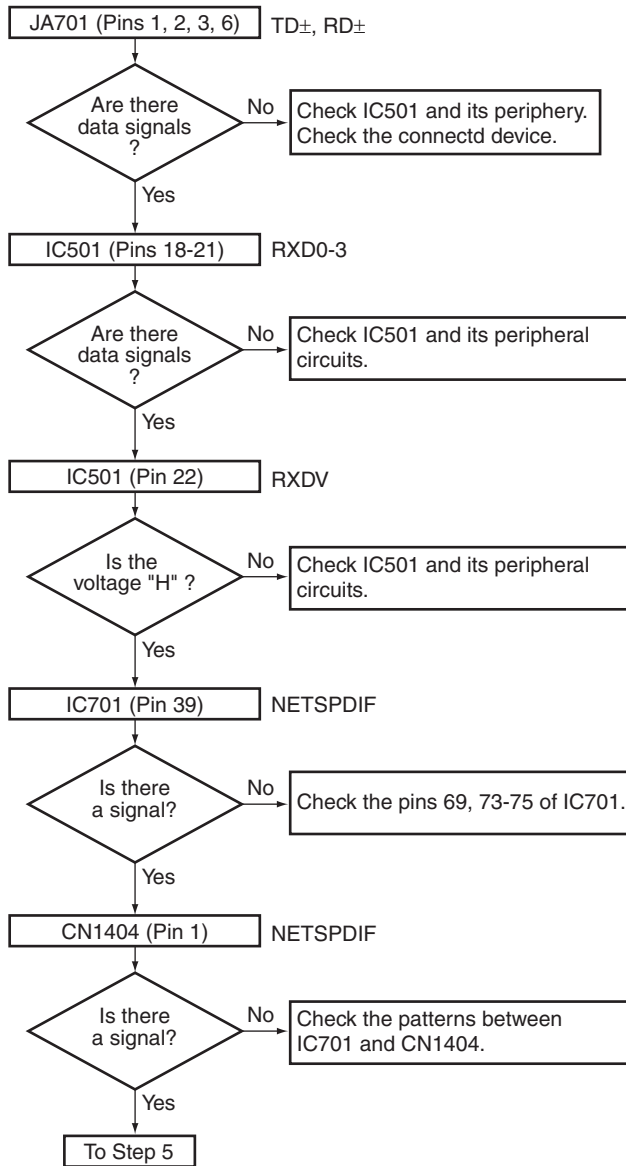 JA701 (Pins 1, 2, 3, 6) TD±, RD±
Are there
data signals
?
No
Check IC501 and its periphery.
Check the connectd device.
Yes
IC501 (Pins 18-21) RXD0-3
Are there
data signals
?
No
Check IC501 and its peripheral
circuits.
Yes
IC501 (Pin 22) RXDV
Is the
voltage "H" ?
No
Check IC501 and its peripheral
circuits.
Yes
IC701 (Pin 39) NETSPDIF
Is there
a signal?
No
Check the pins 69, 73-75 of IC701.
Yes
CN1404 (Pin 1) NETSPDIF
Is there
a signal?
No
Check the patterns between
IC701 and CN1404.
Yes
To Step 5